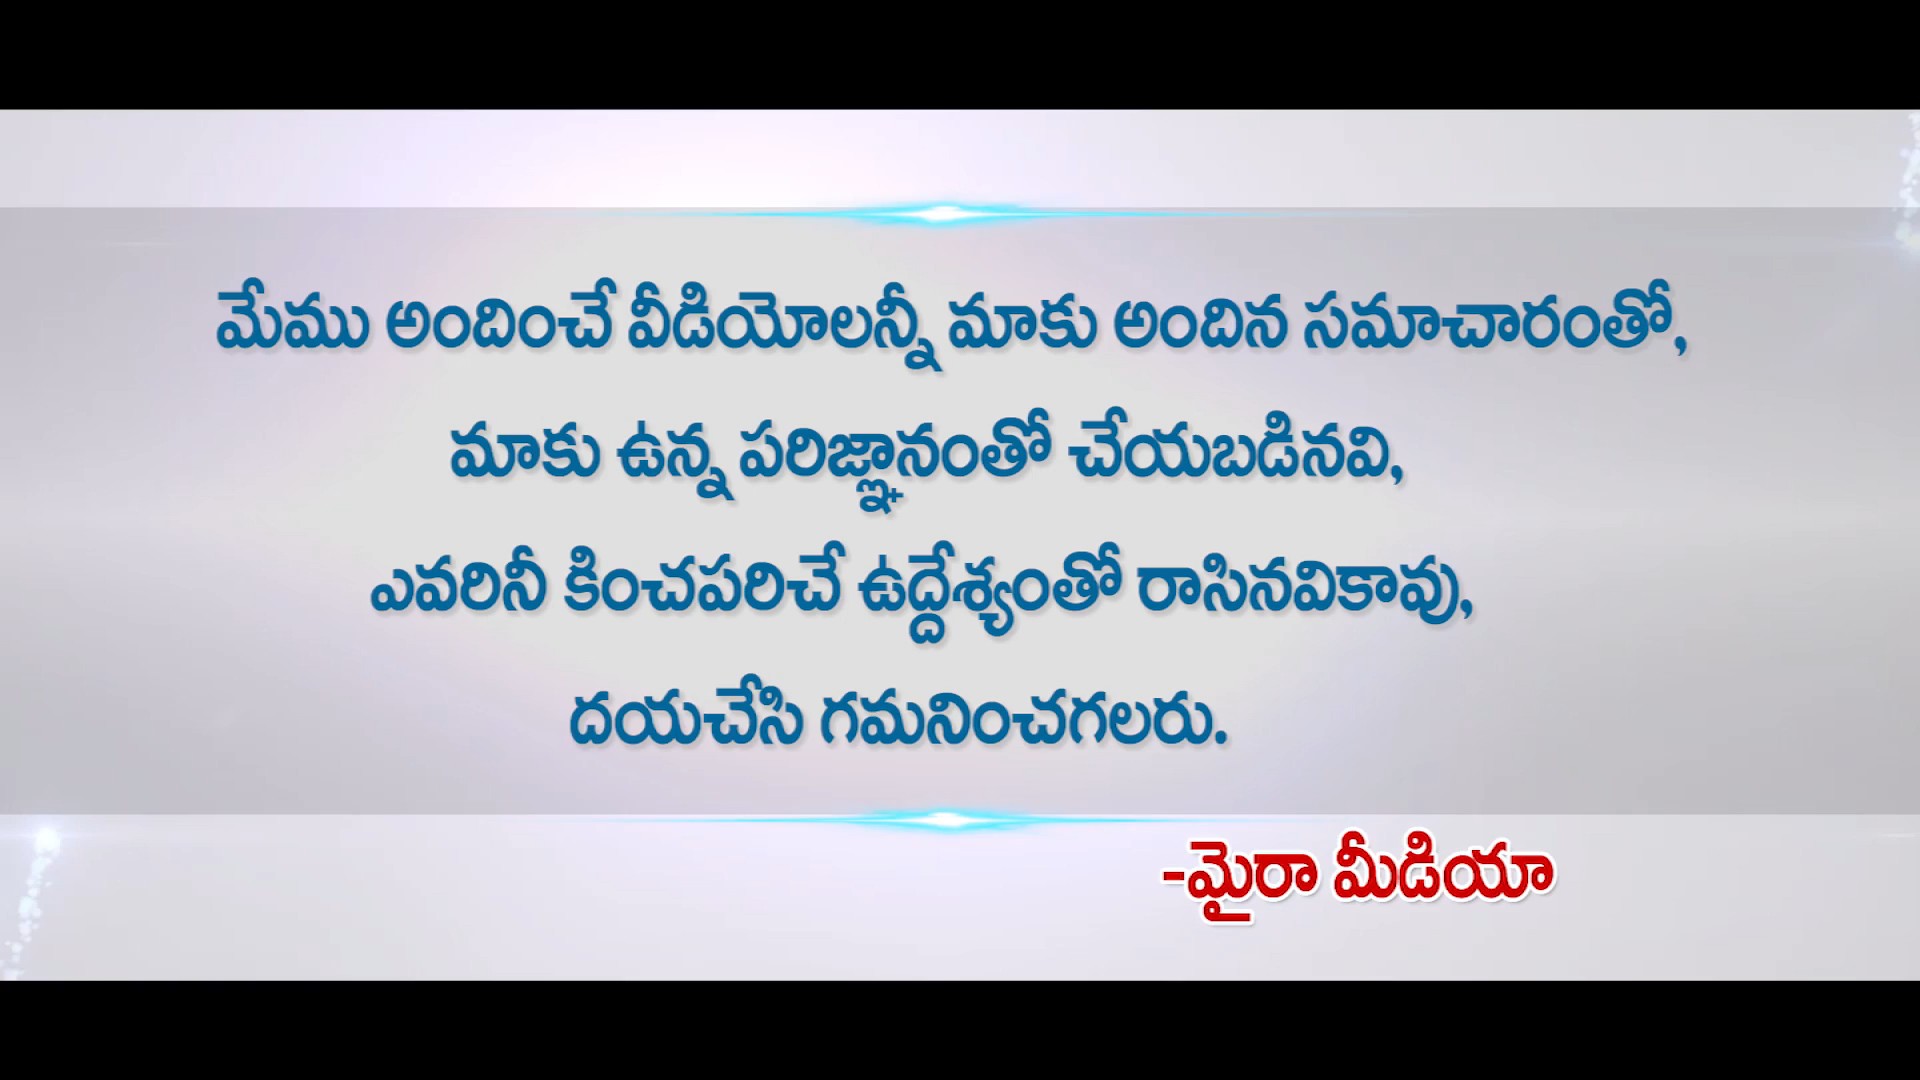 మేము అందించే వీడియోలన్నీ మాకు అందిన సమాచారంతో,
మాకు ఉన్న పరిజ్ఞానంతో చేయబడినవి,
ఎవరినీ కించపరిచే ఉద్దేశ్యంతో రాసినవికావు,
దయచేసి గమనించగలరు.
-మైరా మీడియా